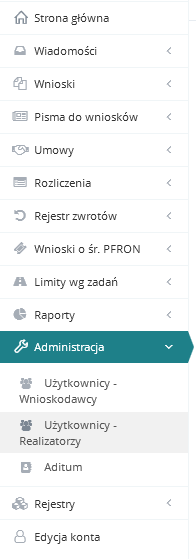 Strona główna
Wiadomości
Wnioski
Pisma do wniosków
Umowy
Rozliczenia
Rejestr zwrotów
Wnioski o śr. PFRON
Limity wg zadań
Raporty
Administracja
Użytkownicy -
Wnioskodawcy
Użytkownicy -
Realizatorzy
Aditum
Rejestry
Edycja konta